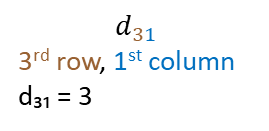 d₃₁
3ʳᵈ row, 1ˢᵗ column
d₃₁ = 3